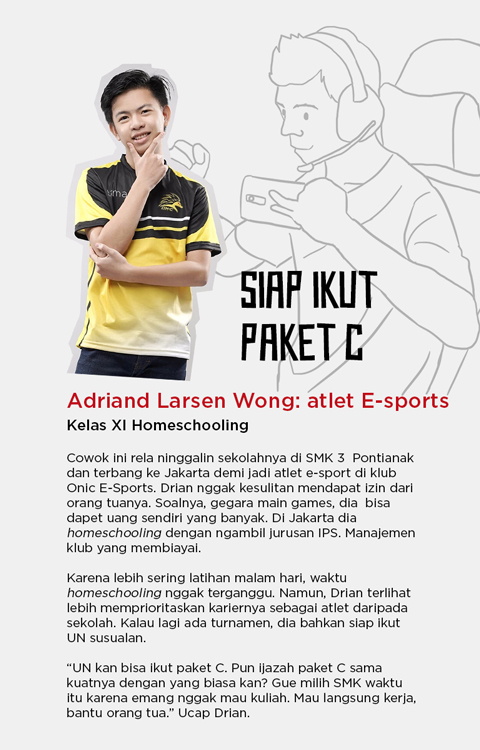 SIAP IKUT
PAKET C
Adriand Larsen Wong: atlet E-sports
Kelas XI Homeschooling
Cowok ini rela ninggalin sekolahnya di SMK 3 Pontianak
dan terbang ke Jakarta demi jadi atlet e-sport di klub
Onic E-Sports. Drian nggak kesulitan mendapat izin dari
orang tuanya. Soalnya, gegara main games, dia bisa
dapet uang sendiri yang banyak. Di Jakarta dia
homeschooling dengan ngambil jurusan IPS. Manajemen
klub yang membiayai.
Karena lebih sering latihan malam hari, waktu
homeschooling nggak terganggu. Namun, Drian terlihat
lebih memprioritaskan kariernya sebagai atlet daripada
sekolah. Kalau lagi ada turnamen, dia bahkan siap ikut
UN susualan.
“UN kan bisa ikut paket C. Pun ijazah paket C sama
kuatnya dengan yang biasa kan? Gue milih SMK waktu
itu karena emang nggak mau kuliah. Mau langsung kerja,
bantu orang tua.” Ucap Drian.